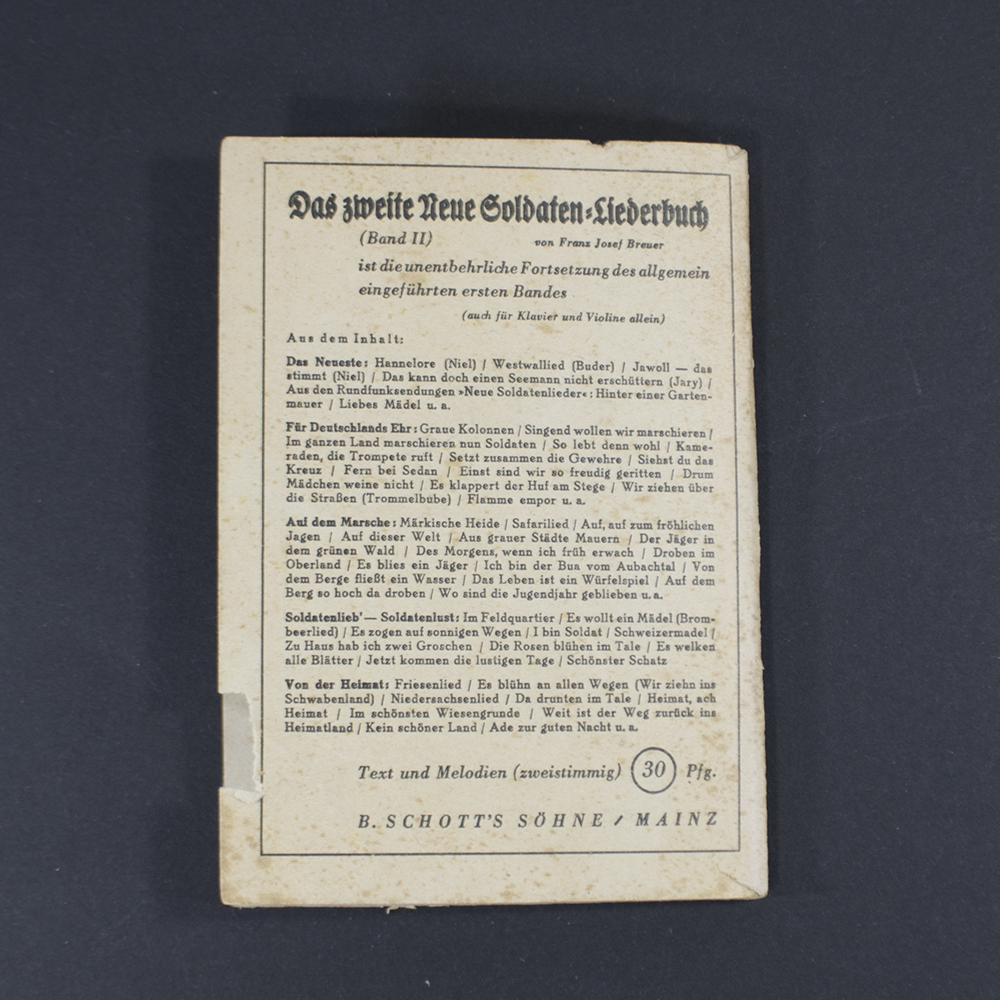 Das zweite Neue Soldaten-Liederbuch
(Band II) von Franz Josef Breuer
ist die unentbehrliche Fortsetzung des allgemein
eingeführten ersten Bandes
(auch für Klavier und Violine allein)
Aus dem Inhalt:
Das Neueste: Hannelore (Niel) / Westwallied (Buder) / Jawoll — das
stimmt (Niel) / Das kann doch einen Seemann nicht erschüttern (Jary) /
Aus den Rundfunksendungen »Neue Soldatenlieder«: Hinter einer Garten-
mauer / Liebes Mädel u. a.
Für Deutschlands Ehr: Graue Kolonnen / Singend wollen wir marschieren /
Im ganzen Land marschieren nun Soldaten / So lebt denn wohl / Kame-
raden, die Trompete ruft / Setzt zusammen die Gewehre / Siehst du das
Kreuz / Fern bei Sedan / Einst sind wir so freudig geritten / Drum
Mädchen weine nicht / Es klappert der Huf am Stege / Wir ziehen über
die Straßen (Trommelbube) / Flamme empor u. a.
Auf dem Marsche: Märkische Heide / Safarilied / Auf, auf zum fröhlichen
Jagen / Auf dieser Welt / Aus grauer Städte Mauern / Der Jäger in
dem grünen Wald / Des Morgens, wenn ich früh erwach / Droben im
Oberland / Es blies ein Jäger / Ich bin der Bua vom Aubachtal / Von
dem Berge fließt ein Wasser / Das Leben ist ein Würfelspiel / Auf dem
Berg so hoch da droben / Wo sind die Jugendjahr geblieben u. a.
Soldatenlieb' — Soldatenlust: Im Feldquartier / Es wollt ein Mädel (Brom-
beerlied) / Es zogen auf sonnigen Wegen / I bin Soldat / Schweizermadel /
Zu Haus hab ich zwei Groschen / Die Rosen blühen im Tale / Es welken
alle Blätter / Jetzt kommen die lustigen Tage / Schönster Schatz
Von der Heimat: Friesenlied / Es blühn an allen Wegen (Wir ziehn ins
Schwabenland) / Niedersachsenlied / Da drunten im Tale / Heimat, ach
Heimat / Im schönsten Wiesengrunde / Weit ist der Weg zurück ins
Heimatland / Kein schöner Land / Ade zur guten Nacht u. a.
Text und Melodien (zweistimmig) 30 Pfg.
B. SCHOTT'S SÖHNE / MAINZ